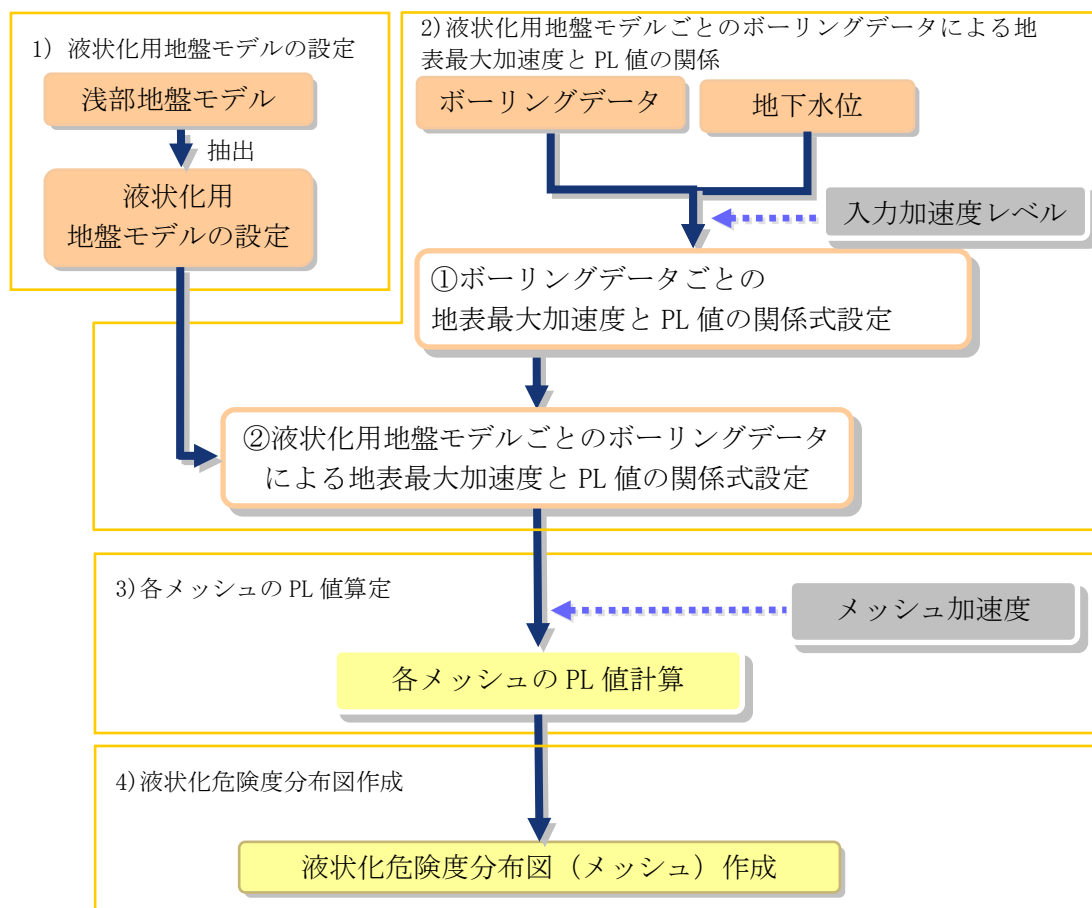 1) 液状化用地盤モデルの設定
浅部地盤モデル
抽出
液状化用
地盤モデルの設定
2)液状化用地盤モデルごとのボーリングデータによる地
表最大加速度と PL 値の関係
ボーリングデータ
地下水位
入力加速度レベル
①ボーリングデータごとの
地表最大加速度と PL 値の関係式設定
②液状化用地盤モデルごとのボーリングデータ
による地表最大加速度と PL 値の関係式設定
3)各メッシュの PL 値算定
メッシュ加速度
各メッシュの PL 値計算
4)液状化危険度分布図作成
液状化危険度分布図（メッシュ）作成